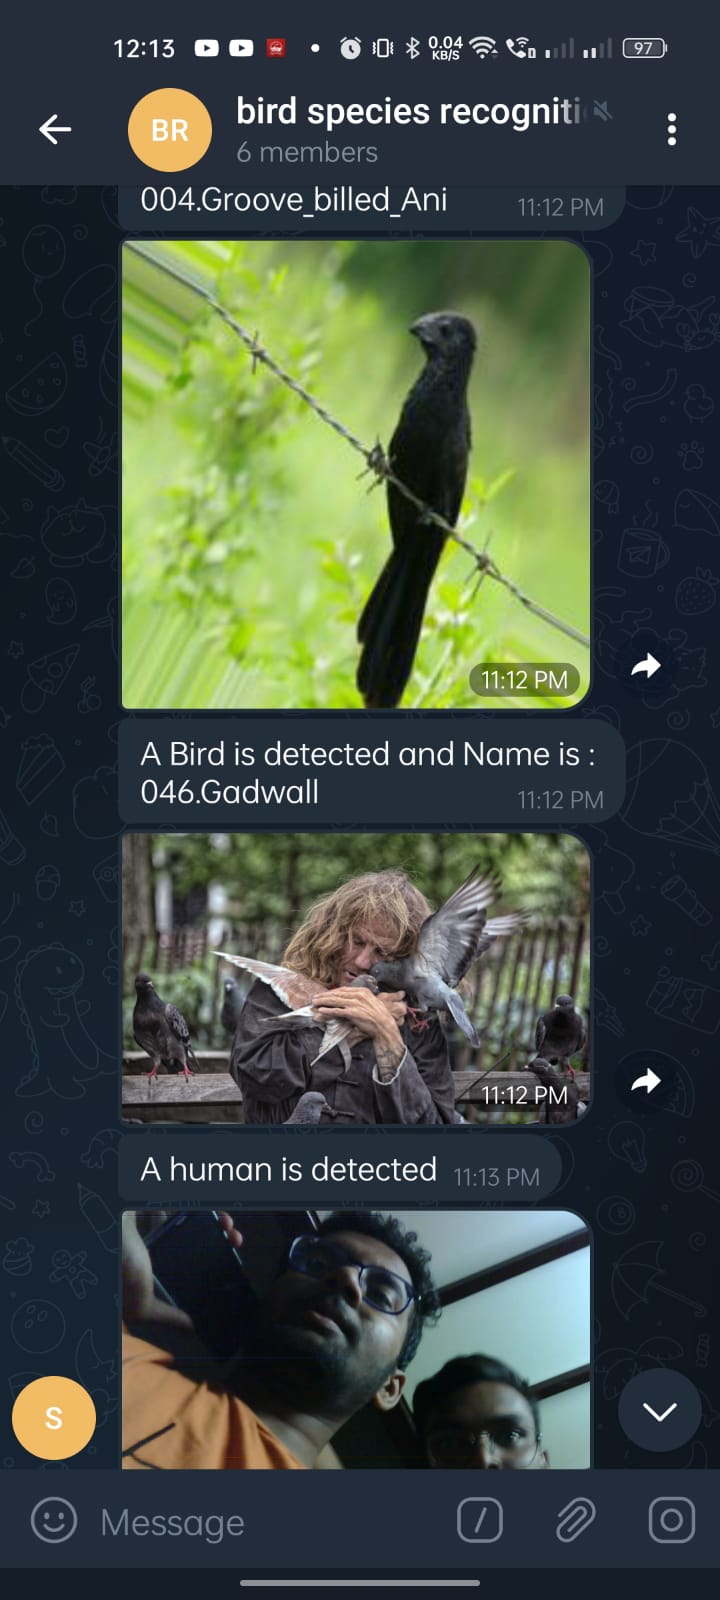 12:13
0.04
KB/S
97
BR
bird species recogniti
6 members
004.Groove_billed_Ani 11:12 PM
11:12 PM
A Bird is detected and Name is :
046.Gadwall 11:12 PM
11:12 PM
A human is detected 11:13 PM
S
Message